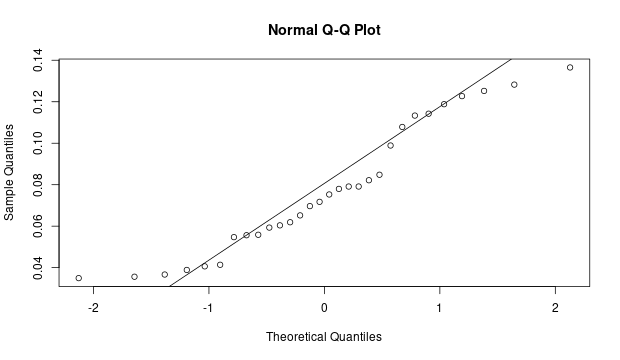 Normal Q-Q Plot
0.14
0.12
0.10
0.08
0.06
0.04
Sample Quantiles
-2 -1 0 1 2
Theoretical Quantiles